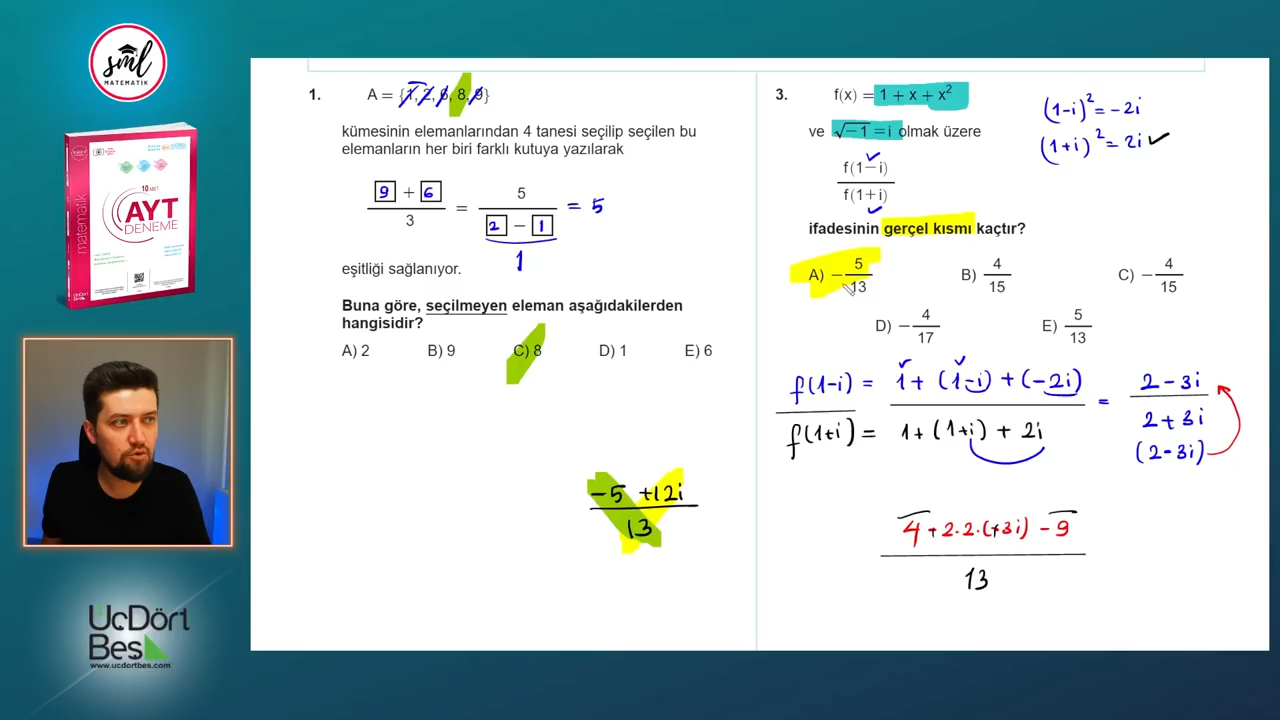 sml
MATEMATİK
10 ADET
AYT
DENEME
matematik
ÜcDört
Beş
www.ucdortbes.com
1. A = {1, 2, 6, 8, 9}
kümesinin elemanlarından 4 tanesi seçilip seçilen bu
elemanların her biri farklı kutuya yazılarak
9 + 6
3
=
5
2 − 1
= 5
1
eşitliği sağlanıyor.
Buna göre, seçilmeyen eleman aşağıdakilerden
hangisidir?
A) 2 B) 9 C) 8 D) 1 E) 6
-5 +12i
13
3. f(x) = 1 + x + x²
ve √−1 = i olmak üzere
f(1 − i)
f(1 + i)
(1-i)² = -2i
(1+i)² = 2i ✓
ifadesinin gerçel kısmı kaçtır?
A) −5/13 B) 4/15 C) −4/15
D) −4/17 E) 5/13
f(1-i) = 1 + (1-i) + (-2i) = 2 - 3i
f(1+i) = 1 + (1+i) + 2i 2 + 3i
(2-3i)
4 + 2.2.(+3i) - 9
13